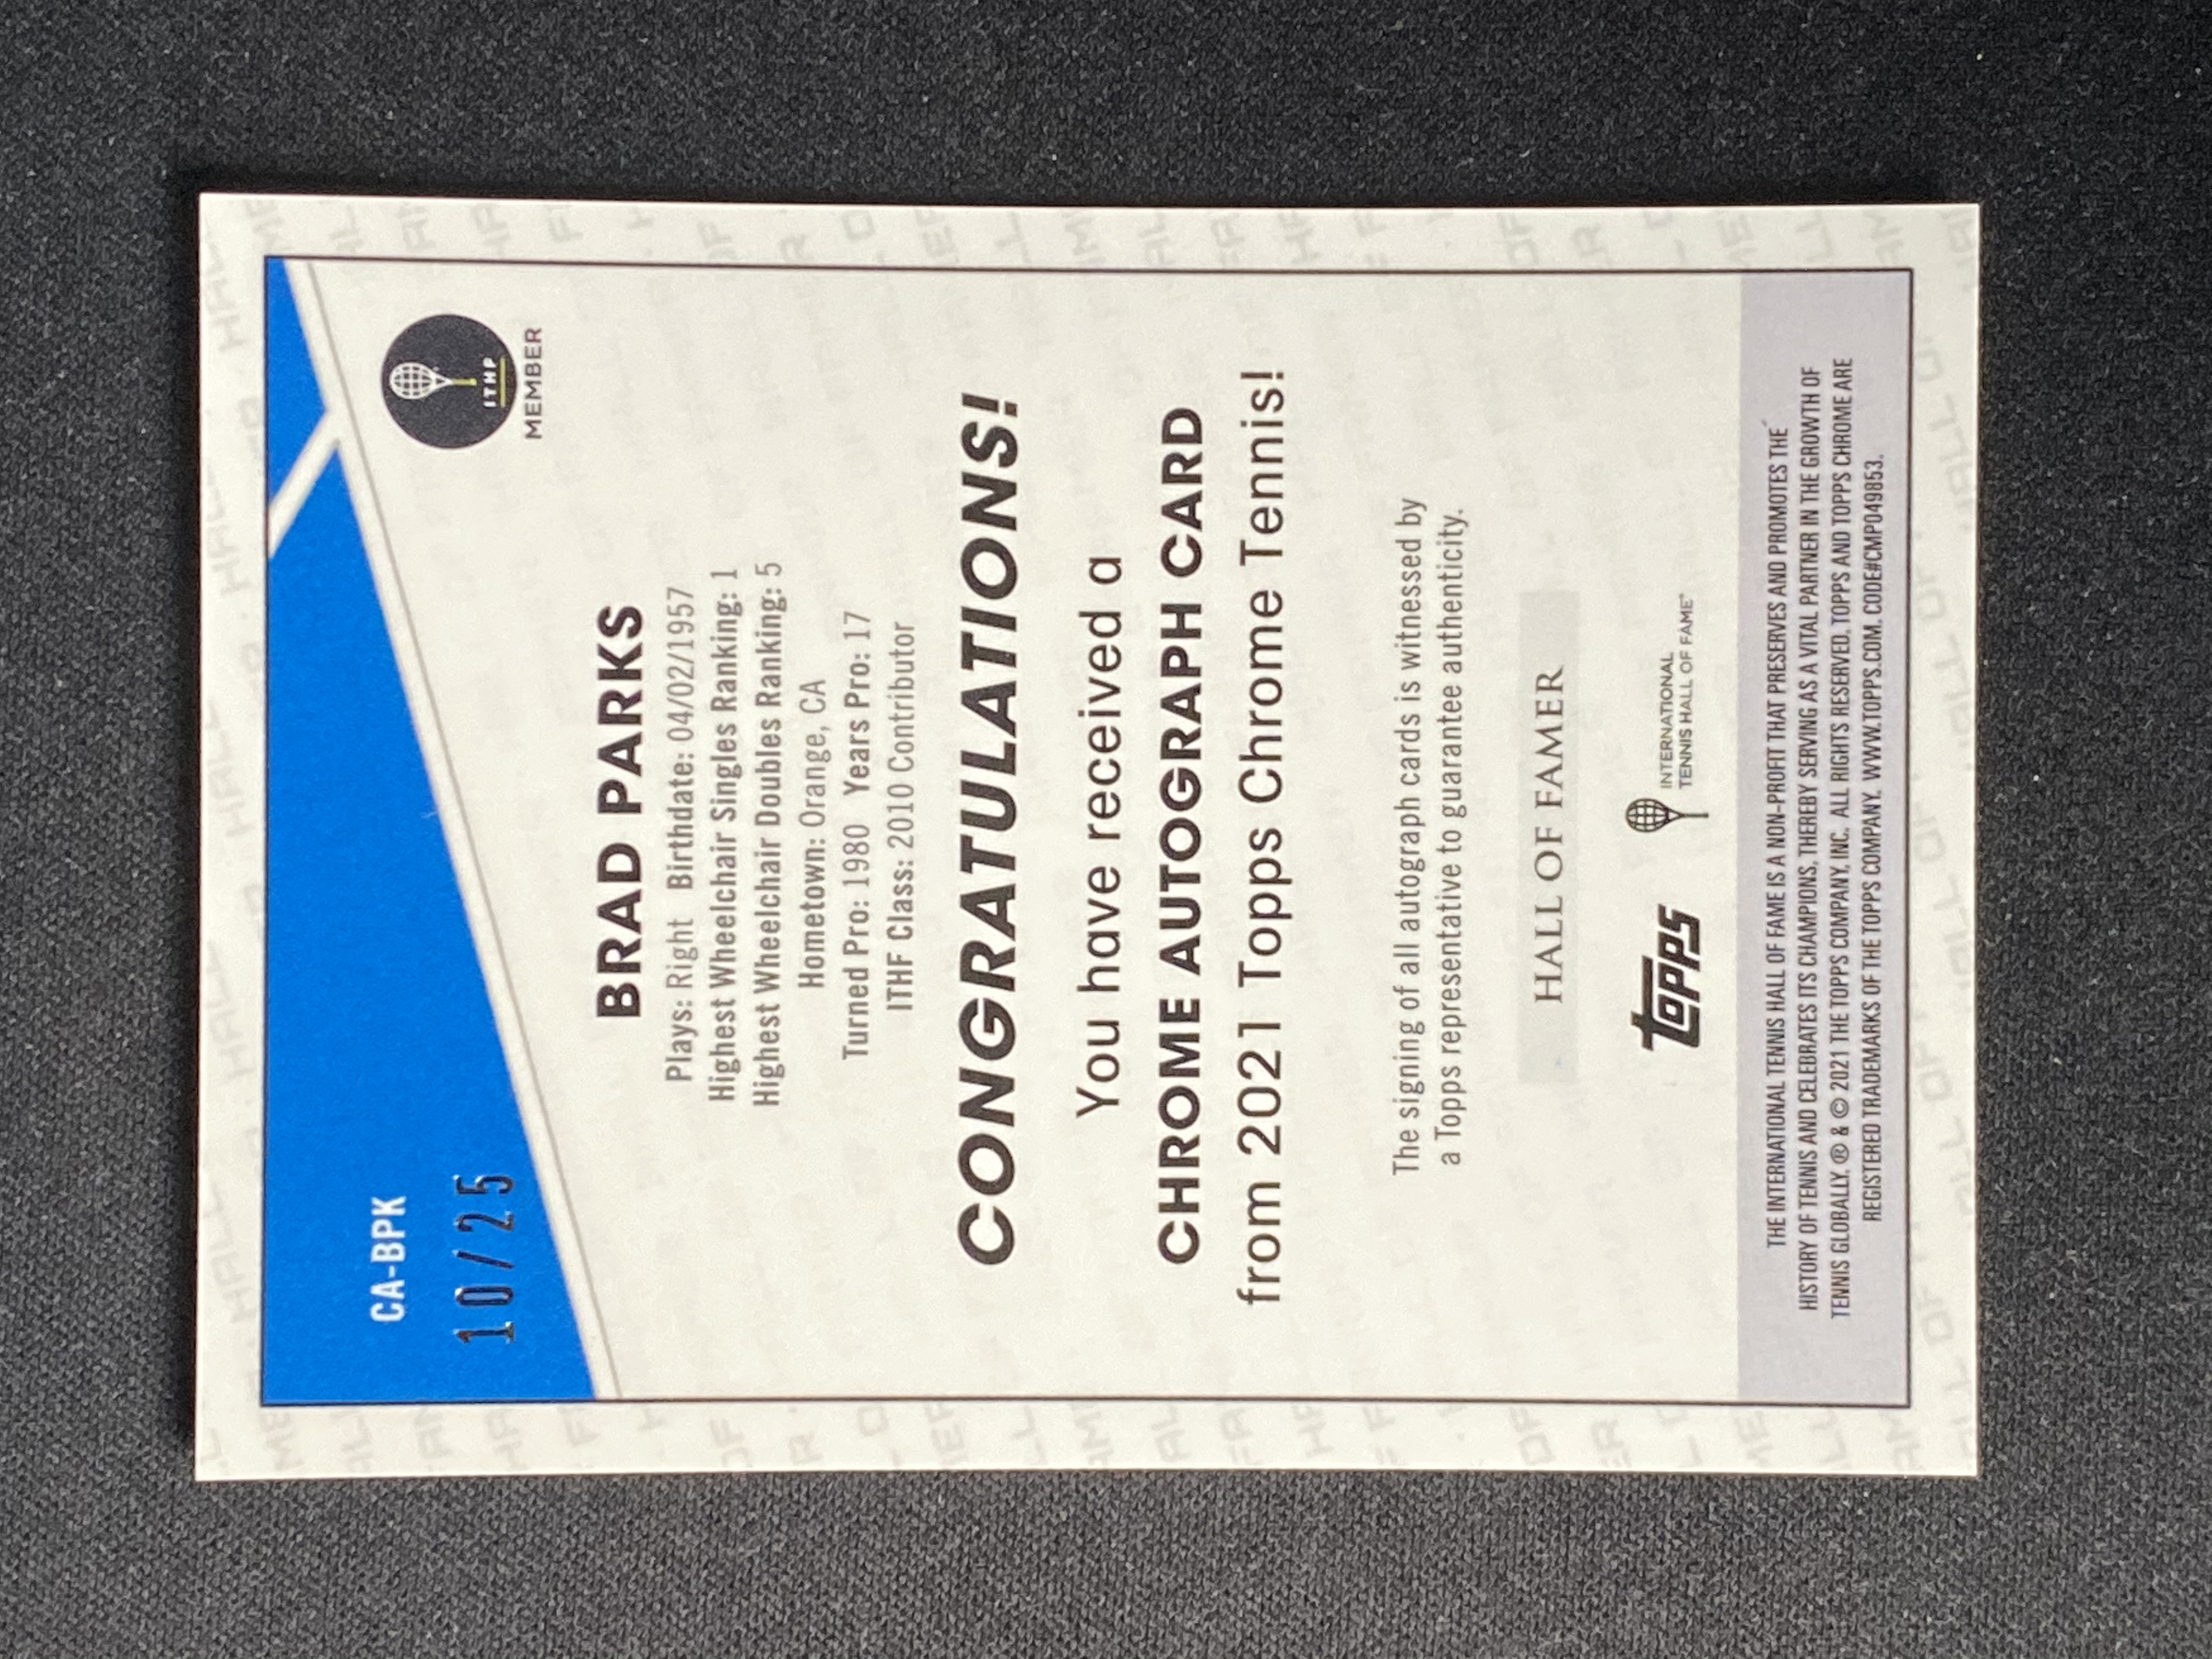 CA-BPK
10/25
ITHF
MEMBER
BRAD PARKS
Plays: Right Birthdate: 04/02/1957
Highest Wheelchair Singles Ranking: 1
Highest Wheelchair Doubles Ranking: 5
Hometown: Orange, CA
Turned Pro: 1980 Years Pro: 17
ITHF Class: 2010 Contributor
CONGRATULATIONS!
You have received a
CHROME AUTOGRAPH CARD
from 2021 Topps Chrome Tennis!
The signing of all autograph cards is witnessed by
a Topps representative to guarantee authenticity.
HALL OF FAMER
topps
INTERNATIONAL
TENNIS HALL OF FAME™
THE INTERNATIONAL TENNIS HALL OF FAME IS A NON-PROFIT THAT PRESERVES AND PROMOTES THE
HISTORY OF TENNIS AND CELEBRATES ITS CHAMPIONS, THEREBY SERVING AS A VITAL PARTNER IN THE GROWTH OF
TENNIS GLOBALLY. ® & © 2021 THE TOPPS COMPANY, INC. ALL RIGHTS RESERVED. TOPPS AND TOPPS CHROME ARE
REGISTERED TRADEMARKS OF THE TOPPS COMPANY. WWW.TOPPS.COM. CODE#CMP049853.